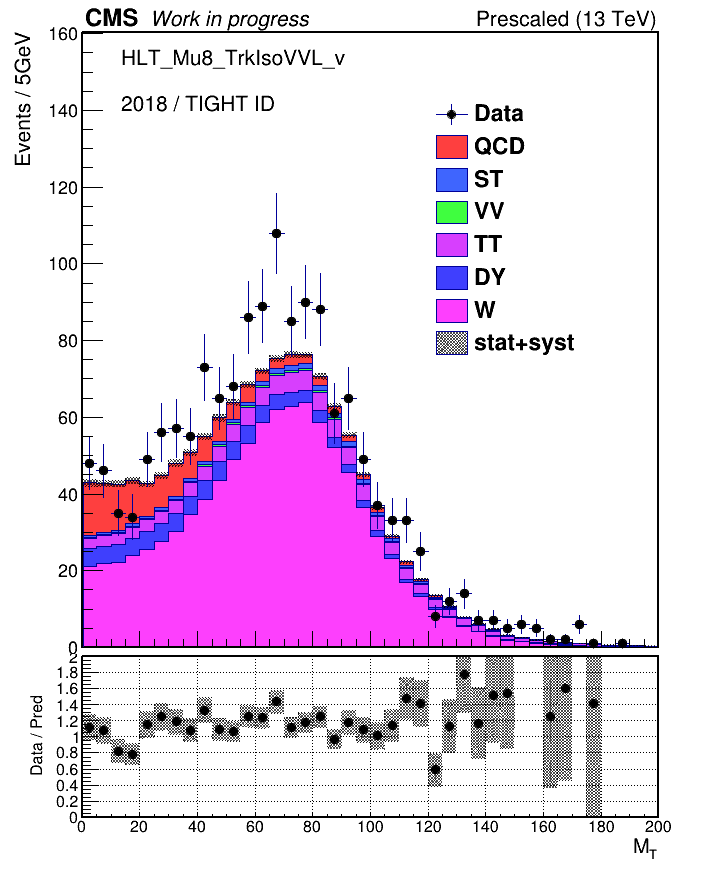 CMS Work in progress Prescaled (13 TeV)
Events / 5GeV
160
140
120
100
80
60
40
20
0
HLT_Mu8_TrkIsoVVL_v
2018 / TIGHT ID
Data
QCD
ST
VV
TT
DY
W
stat+syst
Data / Pred
2
1.8
1.6
1.4
1.2
1
0.8
0.6
0.4
0.2
0
0 20 40 60 80 100 120 140 160 180 200
M_T